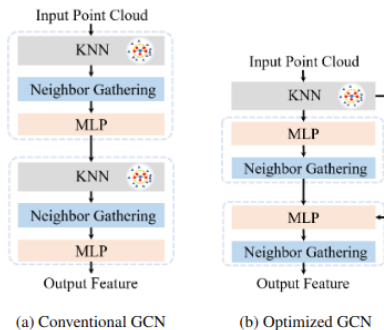 Input Point Cloud
KNN
Neighbor Gathering
MLP
KNN
Neighbor Gathering
MLP
Output Feature
(a) Conventional GCN
Input Point Cloud
KNN
MLP
Neighbor Gathering
MLP
Neighbor Gathering
Output Feature
(b) Optimized GCN